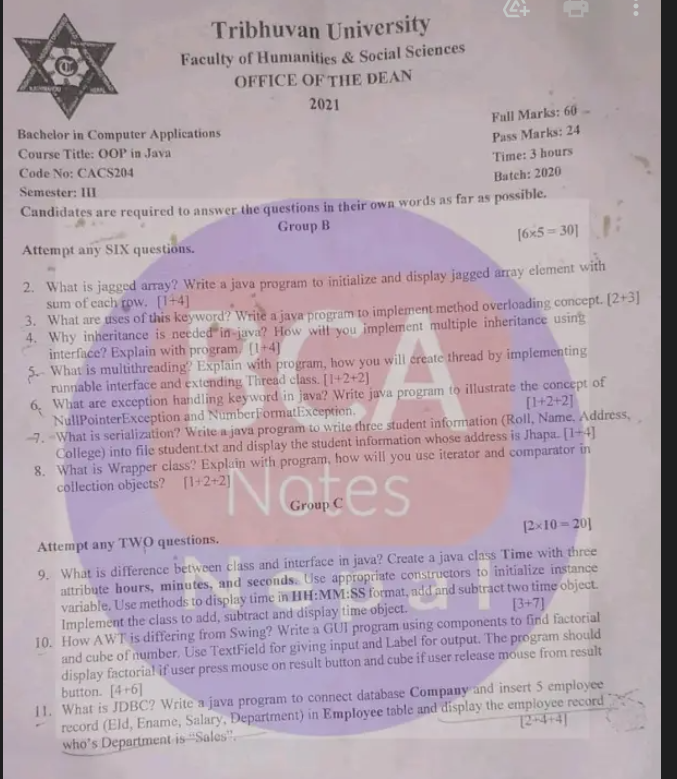 Tribhuvan University
Faculty of Humanities & Social Sciences
OFFICE OF THE DEAN
2021
Bachelor in Computer Applications
Course Title: OOP in Java
Code No: CACS204
Semester: III
Full Marks: 60
Pass Marks: 24
Time: 3 hours
Batch: 2020
Candidates are required to answer the questions in their own words as far as possible.
Group B
Attempt any SIX questions.
[6×5 = 30]
2. What is jagged array? Write a java program to initialize and display jagged array element with
sum of each row. [1+4]
3. What are uses of this keyword? Write a java program to implement method overloading concept. [2+3]
4. Why inheritance is needed in java? How will you implement multiple inheritance using
interface? Explain with program. [1+4]
5. What is multithreading? Explain with program, how you will create thread by implementing
runnable interface and extending Thread class. [1+2+2]
6. What are exception handling keyword in java? Write java program to illustrate the concept of
NullPointerException and NumberFormatException.
[1+2+2]
7. What is serialization? Write a java program to write three student information (Roll, Name, Address,
College) into file student.txt and display the student information whose address is Jhapa. [1+4]
8. What is Wrapper class? Explain with program, how will you use iterator and comparator in
collection objects? [1+2+2]
Group C
Attempt any TWO questions.
[2×10 = 20]
9. What is difference between class and interface in java? Create a java class Time with three
attribute hours, minutes, and seconds. Use appropriate constructors to initialize instance
variable. Use methods to display time in HH:MM:SS format, add and subtract two time object.
Implement the class to add, subtract and display time object.
[3+7]
10. How AWT is differing from Swing? Write a GUI program using components to find factorial
and cube of number. Use TextField for giving input and Label for output. The program should
display factorial if user press mouse on result button and cube if user release mouse from result
button. [4+6]
11. What is JDBC? Write a java program to connect database Company and insert 5 employee
record (EId, Ename, Salary, Department) in Employee table and display the employee record
who's Department is "Sales".
[2+4+4]
BCA
Notes
Nepal